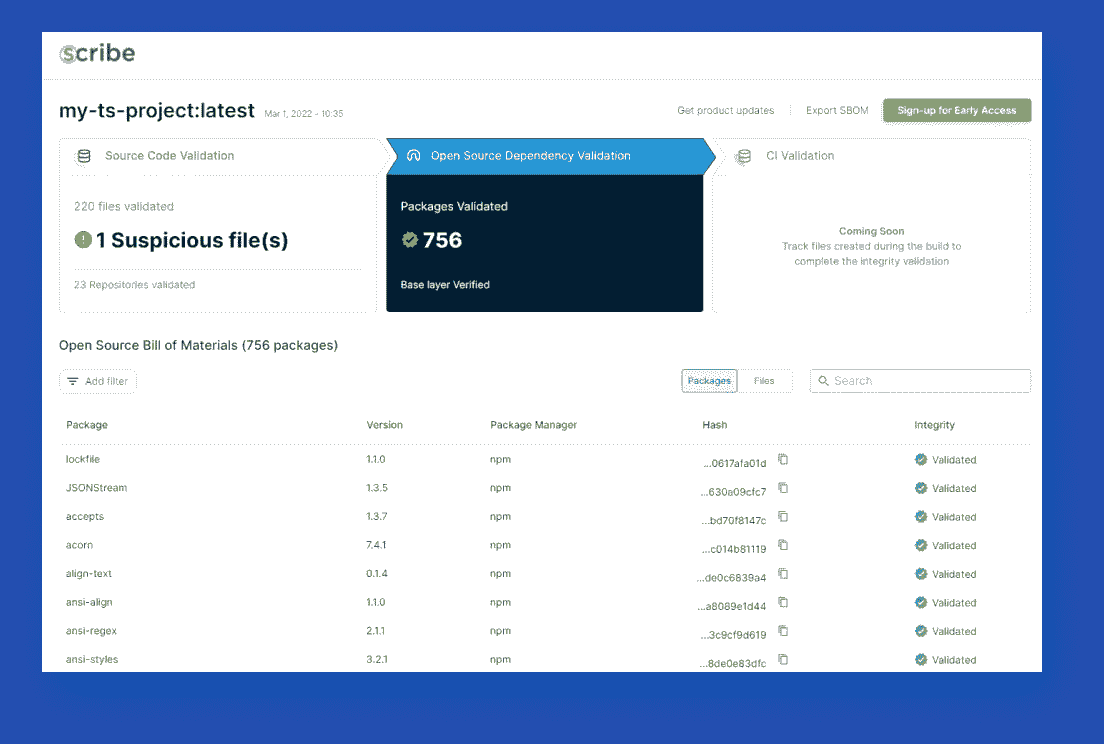 scribe
my-ts-project:latest Mar 1, 2022 - 10:35
Get product updates Export SBOM Sign-up for Early Access
Source Code Validation
220 files validated
1 Suspicious file(s)
23 Repositories validated
Open Source Dependency Validation
Packages Validated
756
Base layer Verified
CI Validation
Coming Soon
Track files created during the build to
complete the integrity validation
Open Source Bill of Materials (756 packages)
Add filter Packages Files Search
Package Version Package Manager Hash Integrity
lockfile 1.1.0 npm ...0617afa01d Validated
JSONStream 1.3.5 npm ...630a09cfc7 Validated
accepts 1.3.7 npm ...bd70f8147c Validated
acorn 7.4.1 npm ...c014b81119 Validated
align-text 0.1.4 npm ...de0c6839a4 Validated
ansi-align 1.1.0 npm ...a8089e1d44 Validated
ansi-regex 2.1.1 npm ...3c9cf9d619 Validated
ansi-styles 3.2.1 npm ...8de0e83dfc Validated